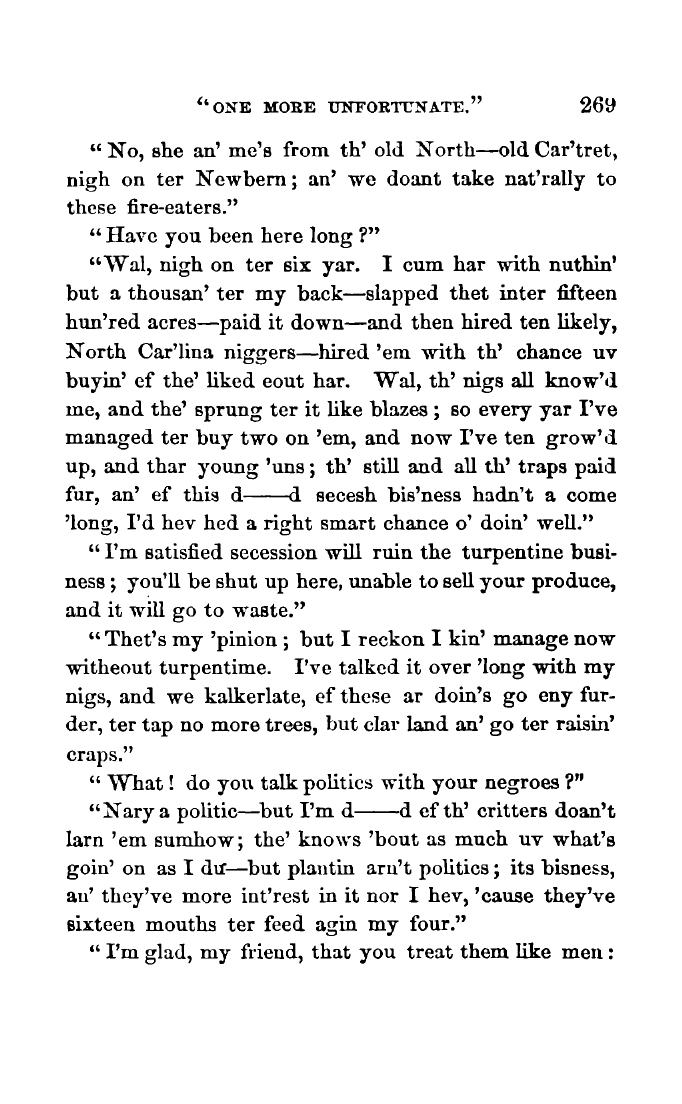 "ONE MORE UNFORTUNATE." 269
"No, she an' me's from th' old North—old Car'tret,
nigh on ter Newbern; an' we doant take nat'rally to
these fire-eaters."
"Have you been here long?"
"Wal, nigh on ter six yar. I cum har with nuthin'
but a thousan' ter my back—slapped thet inter fifteen
hun'red acres—paid it down—and then hired ten likely,
North Car'lina niggers—hired 'em with th' chance uv
buyin' ef the' liked eout har. Wal, th' nigs all know'd
me, and the' sprung ter it like blazes; so every yar I've
managed ter buy two on 'em, and now I've ten grow'd
up, and thar young 'uns; th' still and all th' traps paid
fur, an' ef this d——d secesh bis'ness hadn't a come
'long, I'd hev hed a right smart chance o' doin' well."
"I'm satisfied secession will ruin the turpentine busi-
ness; you'll be shut up here, unable to sell your produce,
and it will go to waste."
"Thet's my 'pinion; but I reckon I kin' manage now
witheout turpentime. I've talked it over 'long with my
nigs, and we kalkerlate, ef these ar doin's go eny fur-
der, ter tap no more trees, but clar land an' go ter raisin'
craps."
"What! do you talk politics with your negroes?"
"Nary a politic—but I'm d——d ef th' critters doan't
larn 'em sumhow; the' knows 'bout as much uv what's
goin' on as I du—but plantin arn't politics; its bisness,
an' they've more int'rest in it nor I hev, 'cause they've
sixteen mouths ter feed agin my four."
"I'm glad, my friend, that you treat them like men: